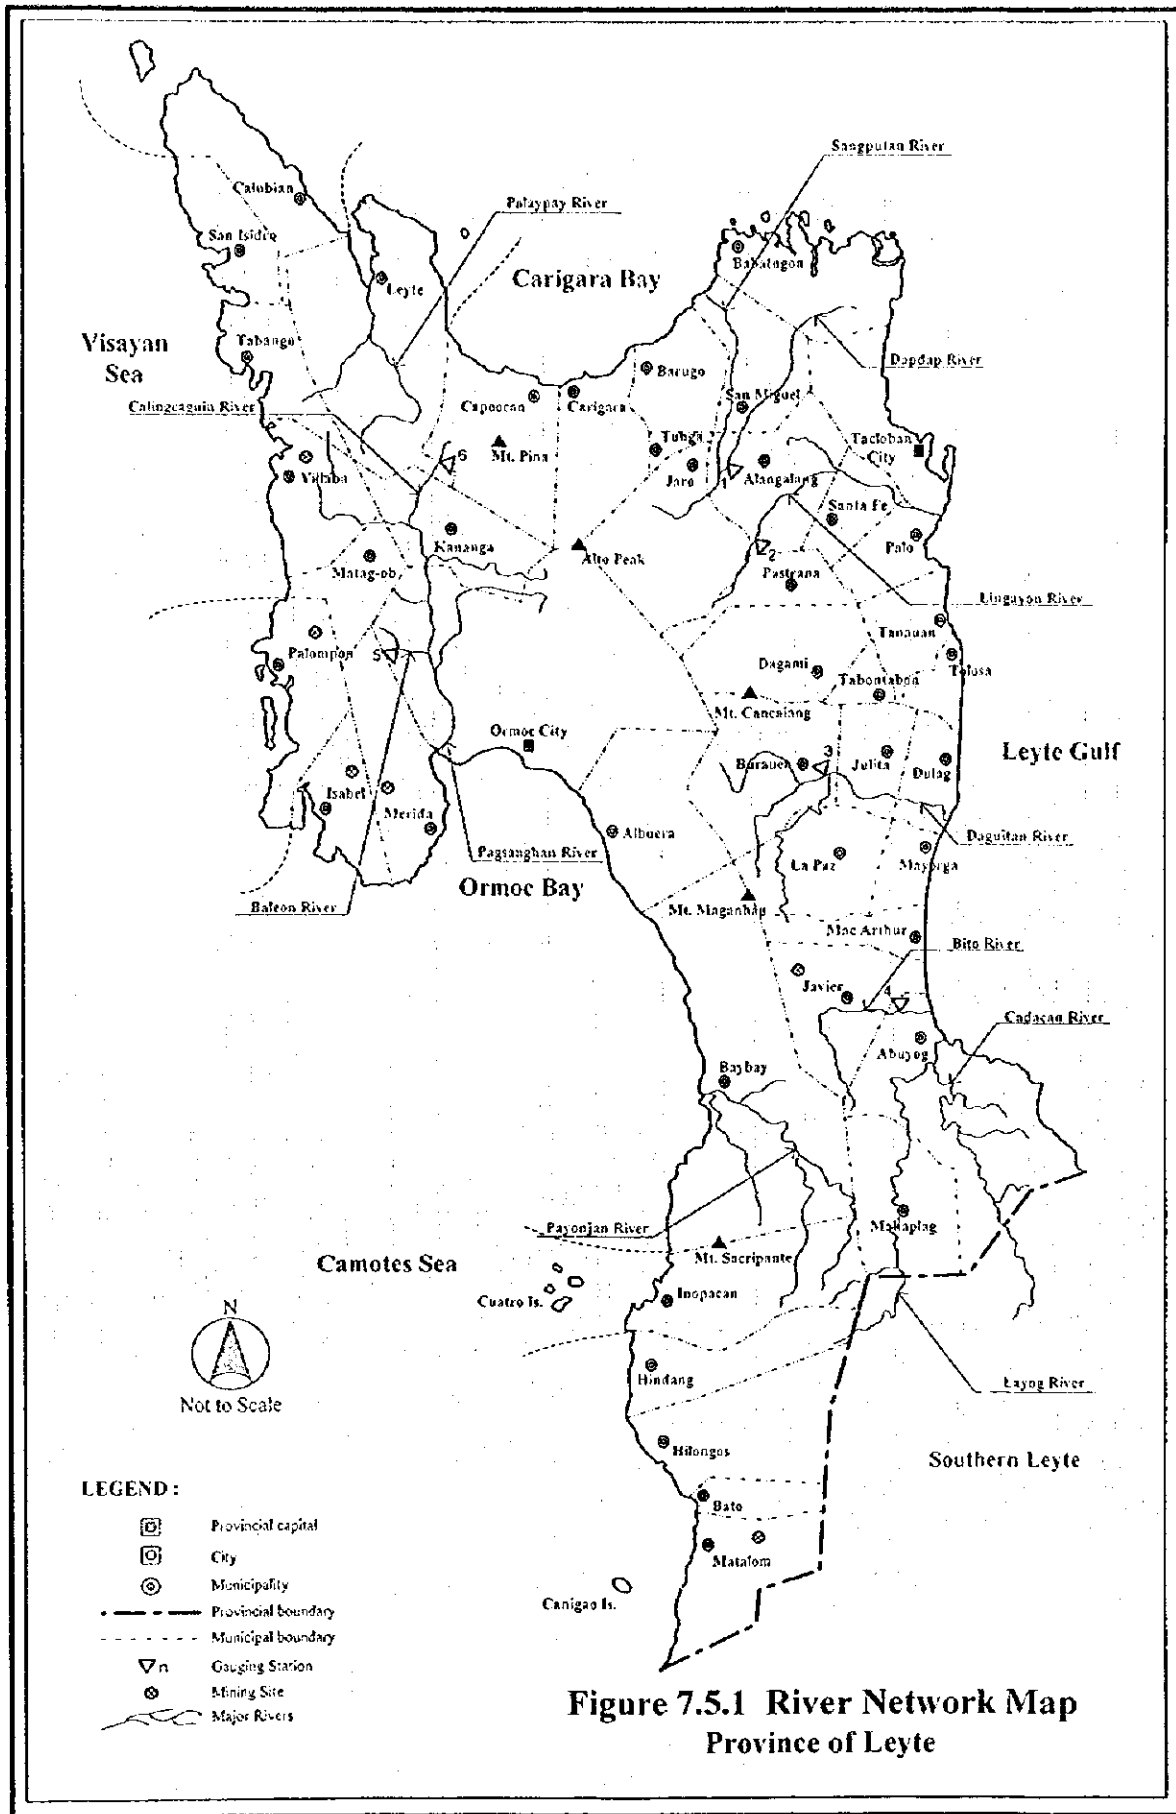 Sangputan River
Calubian
Palaypay River
San Isidro
Babatngon
Carigara Bay
Leyte
Visayan
Sea
Tabango
Dapdap River
Barugo
Calingcaguin River
Capoocan
Carigara
San Miguel
Tunga
Tacloban
City
6
Mt. Pina
Villaba
Jaro
1
Alangalang
Santa Fe
Kananga
Palo
Alto Peak
2
Matag-ob
Pastrana
Lingayon River
Tanauan
5
Palompon
Dagami
Tolosa
Tabontabon
Mt. Cancaiang
Ormoc City
Leyte Gulf
Burauen
3
Julita
Dulag
Isabel
Merida
Albuera
Daguitan River
Pagsanghan River
La Paz
Mayorga
Ormoc Bay
Baleon River
Mt. Maganhap
Mac Arthur
Bito River
Javier
4
Cadacan River
Abuyog
Baybay
Payonjan River
Mahaplag
Mt. Sacripante
Camotes Sea
Cuatro Is.
Inopacan
N
Hindang
Layog River
Not to Scale
Hilongos
Southern Leyte
LEGEND :
Bato
Provincial capital
Matalom
City
Municipality
Canigao Is.
Provincial boundary
Municipal boundary
n
Gauging Station
Mining Site
Major Rivers
Figure 7.5.1 River Network Map
Province of Leyte